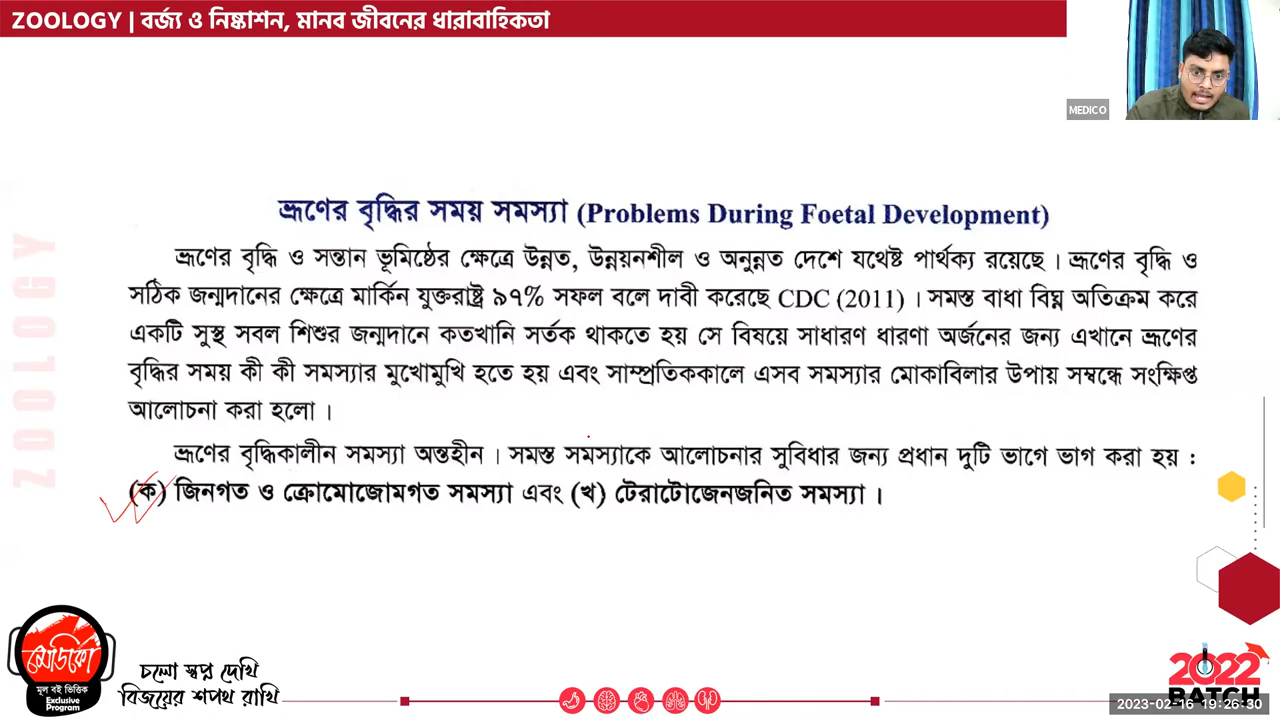 ZOOLOGY | বর্জ্য ও নিষ্কাশন, মানব জীবনের ধারাবাহিকতা
MEDICO
ZOOLOGY
ভ্রূণের বৃদ্ধির সময় সমস্যা (Problems During Foetal Development)
ভ্রূণের বৃদ্ধি ও সন্তান ভূমিষ্ঠের ক্ষেত্রে উন্নত, উন্নয়নশীল ও অনুন্নত দেশে যথেষ্ট পার্থক্য রয়েছে। ভ্রূণের বৃদ্ধি ও
সঠিক জন্মদানের ক্ষেত্রে মার্কিন যুক্তরাষ্ট্র ৯৭% সফল বলে দাবী করেছে CDC (2011)। সমস্ত বাধা বিঘ্ন অতিক্রম করে
একটি সুস্থ সবল শিশুর জন্মদানে কতখানি সর্তক থাকতে হয় সে বিষয়ে সাধারণ ধারণা অর্জনের জন্য এখানে ভ্রূণের
বৃদ্ধির সময় কী কী সমস্যার মুখোমুখি হতে হয় এবং সাম্প্রতিককালে এসব সমস্যার মোকাবিলার উপায় সম্বন্ধে সংক্ষিপ্ত
আলোচনা করা হলো।
ভ্রূণের বৃদ্ধিকালীন সমস্যা অন্তহীন। সমস্ত সমস্যাকে আলোচনার সুবিধার জন্য প্রধান দুটি ভাগে ভাগ করা হয় :
(ক) জিনগত ও ক্রোমোজোমগত সমস্যা এবং (খ) টেরাটোজেনজনিত সমস্যা।
মেডিকো
মূল বই ভিত্তিক
Exclusive
Program
চলো স্বপ্ন দেখি
বিজয়ের শপথ রাখি
2022
BATCH
2023-02-16 19:26:30